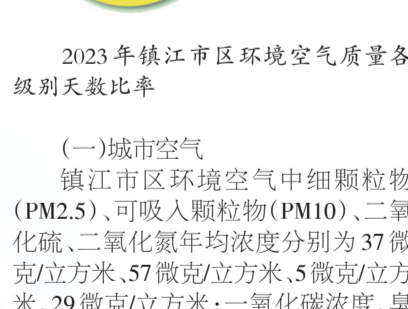 2023年镇江市区环境空气质量各
级别天数比率
(一)城市空气
镇江市区环境空气中细颗粒物
(PM2.5)、可吸入颗粒物(PM10)、二氧
化硫、二氧化氮年均浓度分别为37微
克/立方米、57微克/立方米、5微克/立方
米、29微克/立方米；一氧化碳浓度、臭